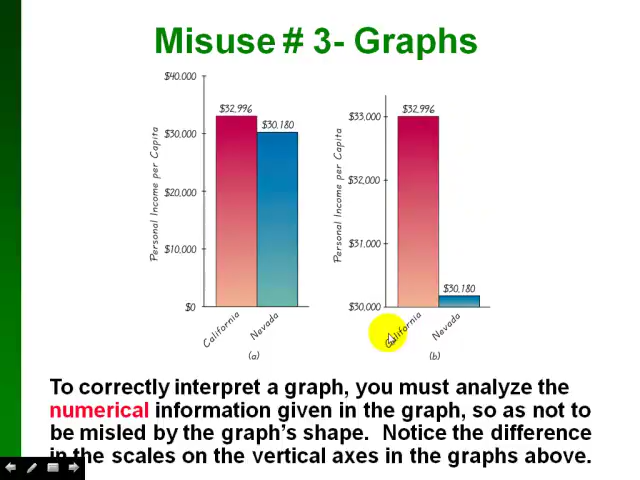 Misuse # 3- Graphs
$40,000
$30,000
$20,000
$10,000
$0
Personal Income per Capita
$32,996
$30,180
California
Nevada
(a)
$33,000
$32,000
$31,000
$30,000
Personal Income per Capita
$32,996
$30,180
California
Nevada
(b)
To correctly interpret a graph, you must analyze the
numerical information given in the graph, so as not to
be misled by the graph's shape. Notice the difference
in the scales on the vertical axes in the graphs above.